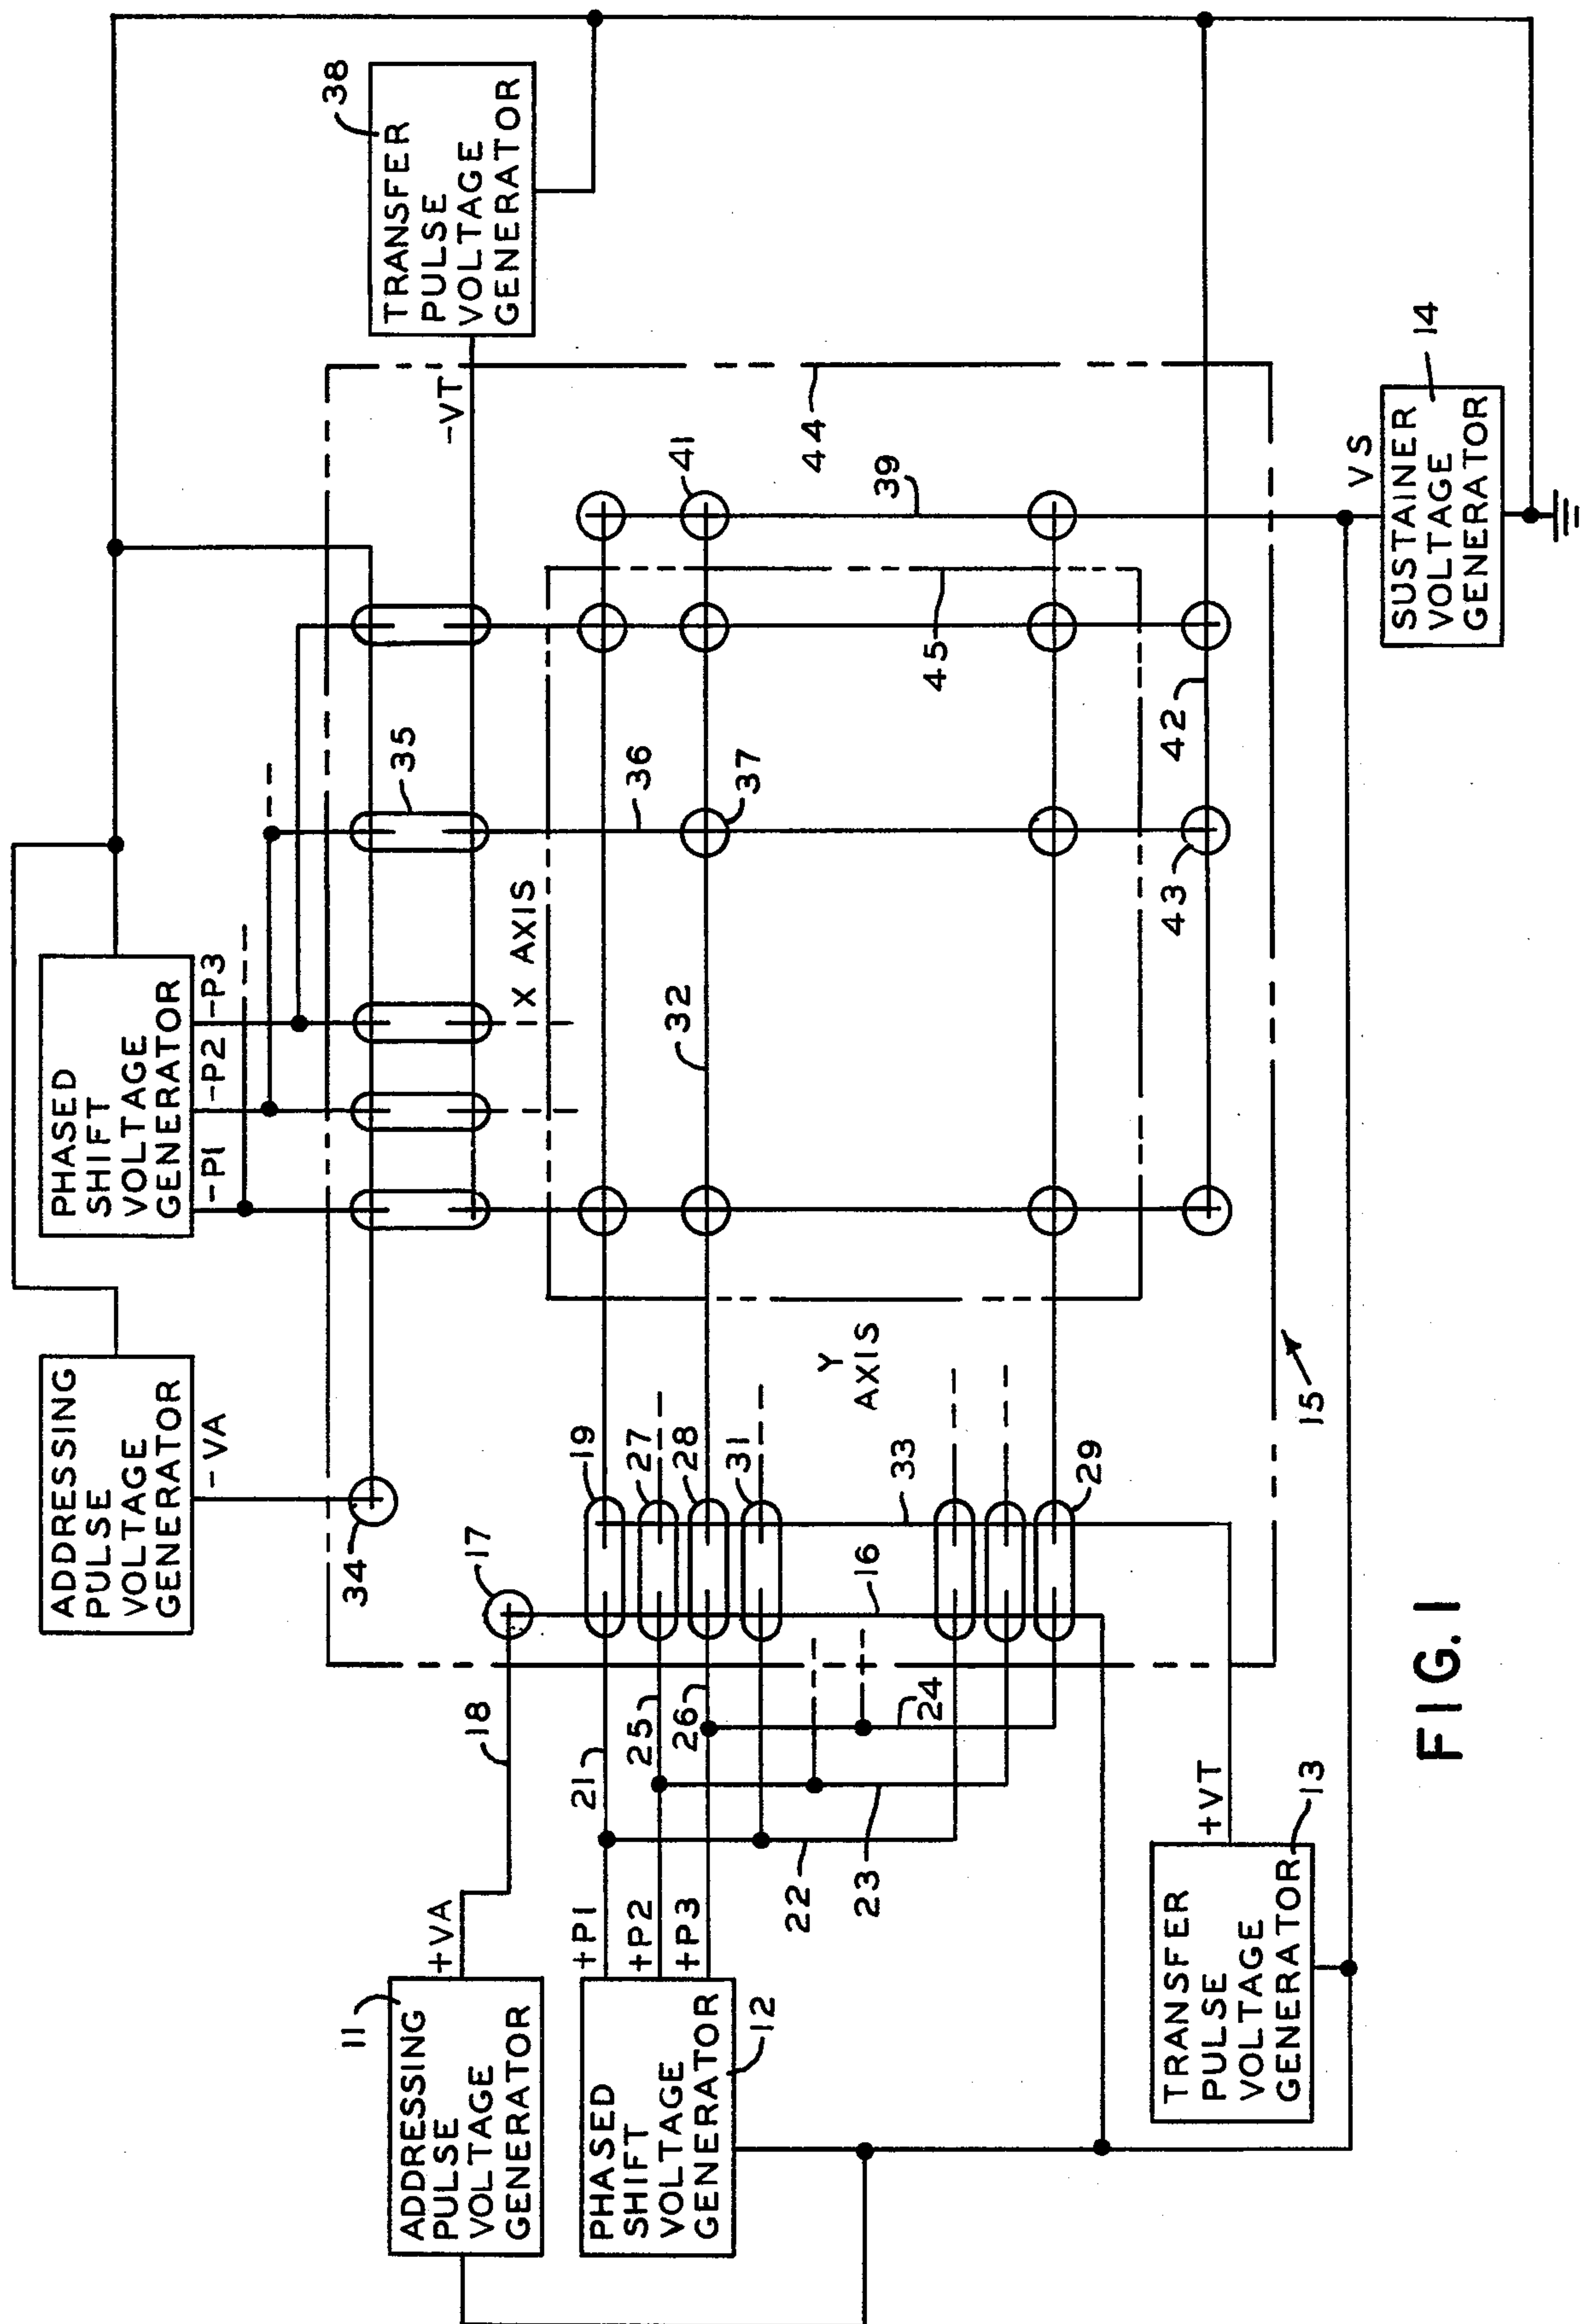 ADDRESSING
PULSE
VOLTAGE
GENERATOR
-VA
PHASED
SHIFT
VOLTAGE
GENERATOR
-P1
-P2
-P3
TRANSFER
PULSE
VOLTAGE
GENERATOR
38
-VT
34
35
X AXIS
36
37
32
41
39
44
45
42
43
11
ADDRESSING
PULSE
VOLTAGE
GENERATOR
+VA
18
17
PHASED
SHIFT
VOLTAGE
GENERATOR
12
+P1
+P2
+P3
21
25
26
22
23
24
19
27
28
31
16
33
29
Y
AXIS
TRANSFER
PULSE
VOLTAGE
GENERATOR
13
+VT
15
VS
SUSTAINER
VOLTAGE
GENERATOR
14
FIG. 1